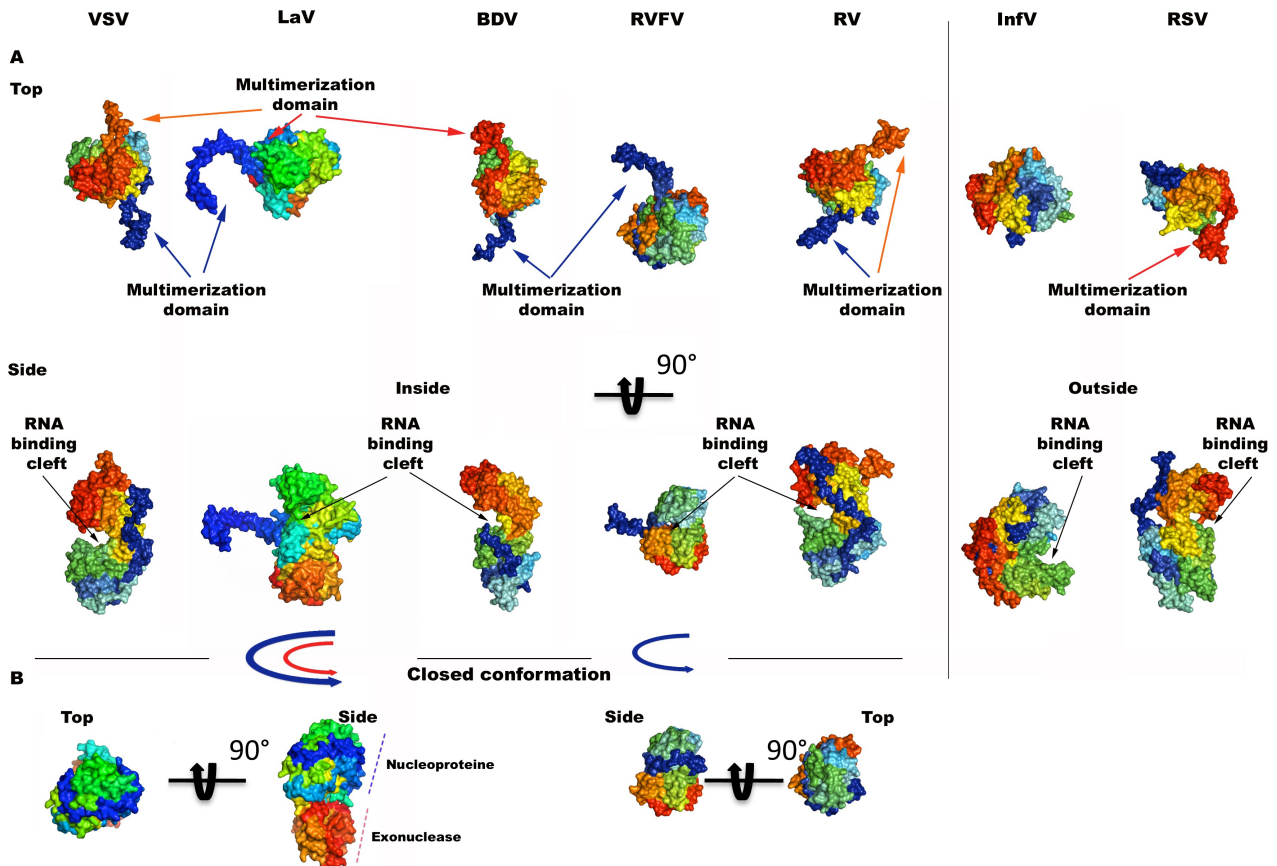 VSV LaV BDV RVFV RV InfV RSV
A
Top
Multimerization
domain
Multimerization
domain
Multimerization
domain
Multimerization
domain
Multimerization
domain
90°
Side
Inside
Outside
RNA
binding
cleft
RNA
binding
cleft
RNA
binding
cleft
RNA
binding
cleft
RNA
binding
cleft
Closed conformation
B
Top
90°
Side
Nucleoproteine
Exonuclease
Side
90°
Top